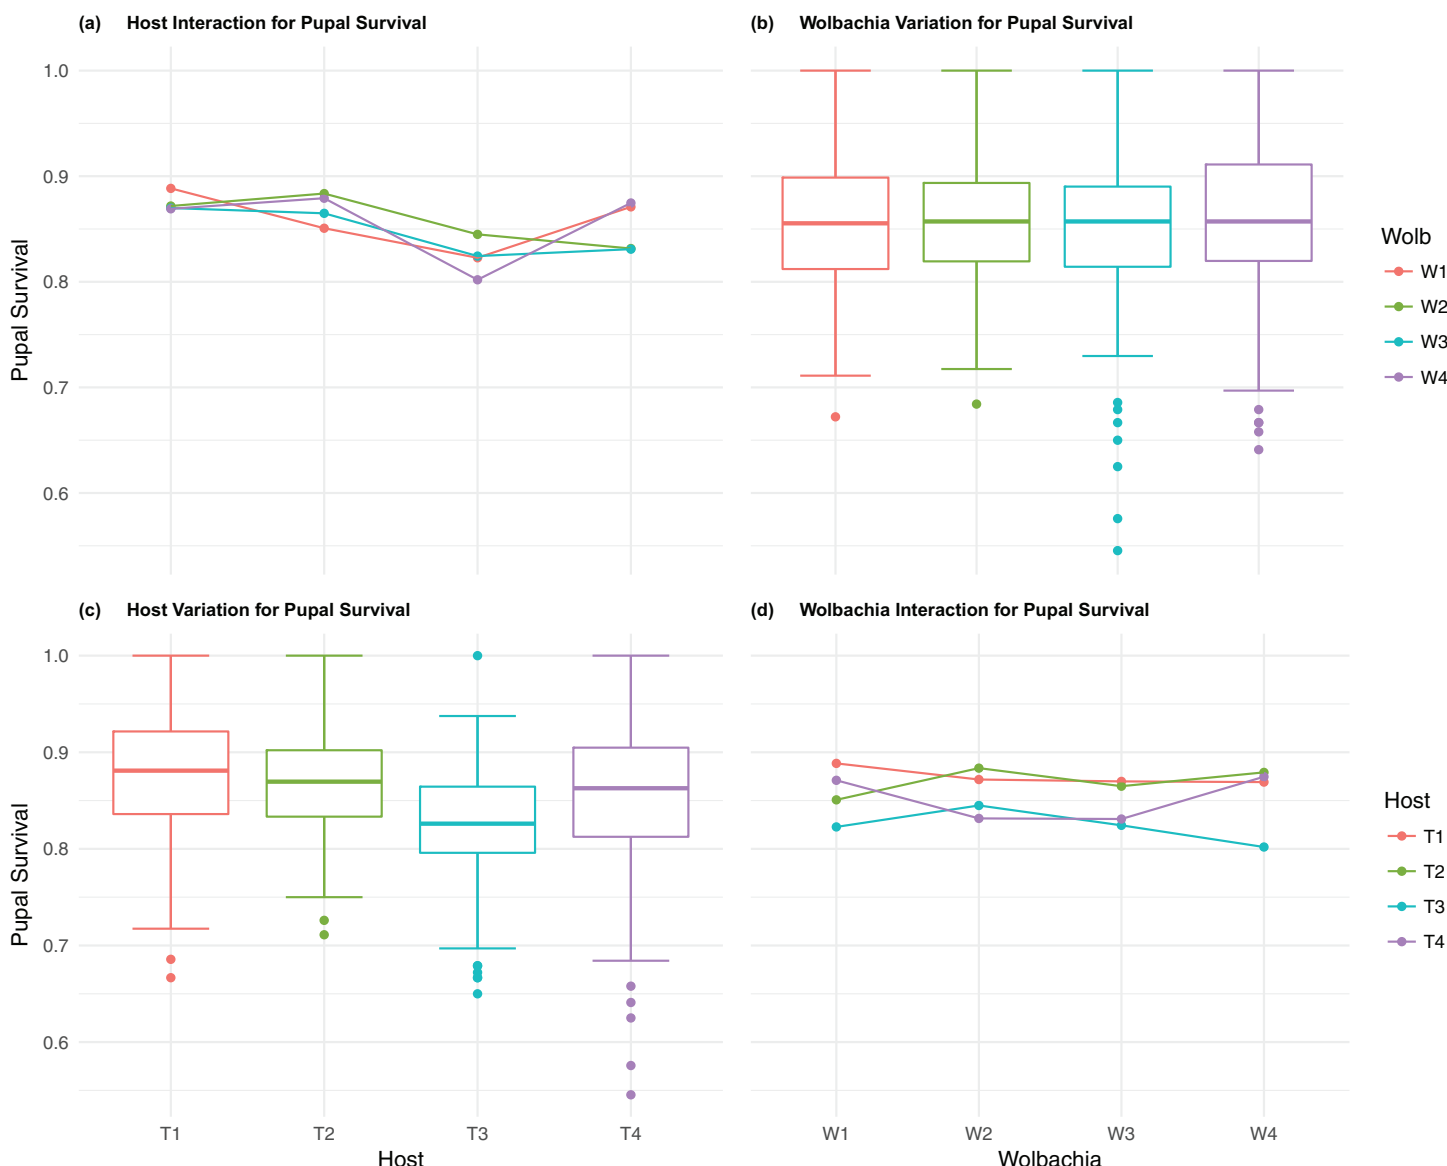 (a) Host Interaction for Pupal Survival
(b) Wolbachia Variation for Pupal Survival
1.0
0.9
0.8
0.7
0.6
Pupal Survival
Wolb
W1
W2
W3
W4
(c) Host Variation for Pupal Survival
(d) Wolbachia Interaction for Pupal Survival
1.0
0.9
0.8
0.7
0.6
Pupal Survival
Host
T1
T2
T3
T4
T1 T2 T3 T4
Host
W1 W2 W3 W4
Wolbachia